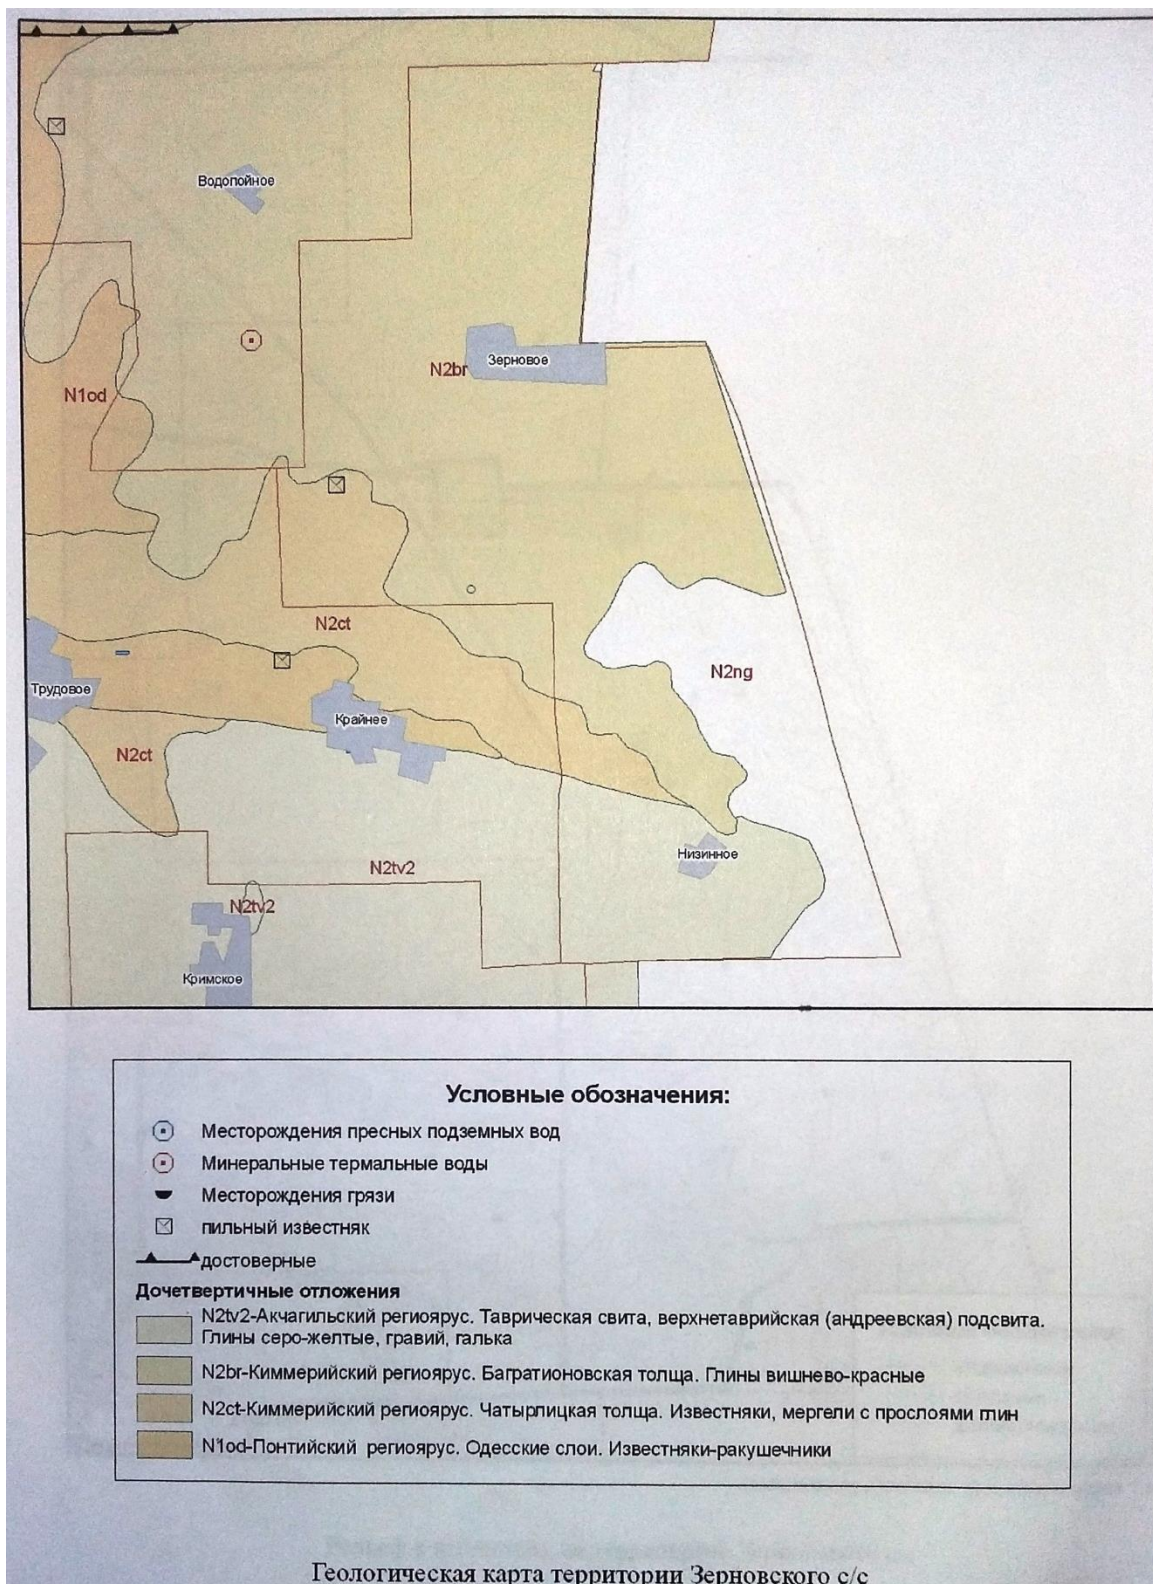 Водопойное
Зерновое
N2br
N1od
N2ct
N2ng
Трудовое
Крайнее
N2ct
Низинное
N2tv2
N2tv2
Кримское
Условные обозначения:
Месторождения пресных подземных вод
Минеральные термальные воды
Месторождения грязи
пильный известняк
достоверные
Дочетвертичные отложения
N2tv2-Акчагильский региоярус. Таврическая свита, верхнетаврийская (андреевская) подсвита.
Глины серо-желтые, гравий, галька
N2br-Киммерийский региоярус. Багратионовская толща. Глины вишнево-красные
N2ct-Киммерийский региоярус. Чатырлицкая толща. Известняки, мергели с прослоями глин
N1od-Понтийский региоярус. Одесские слои. Известняки-ракушечники
Геологическая карта территории Зерновского с/с